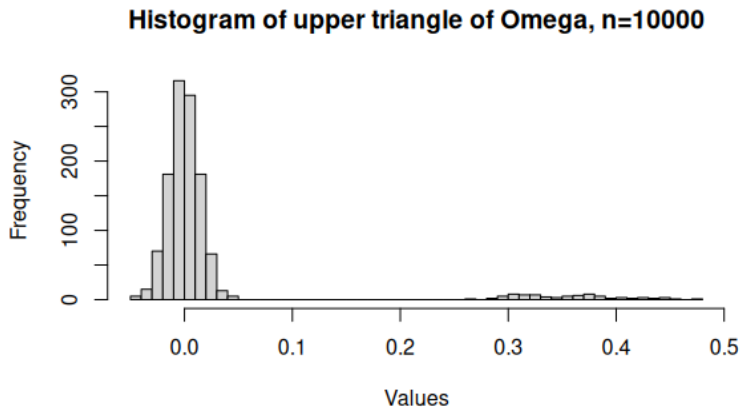 Histogram of upper triangle of Omega, n=10000
Frequency
300
200
100
0
0.0 0.1 0.2 0.3 0.4 0.5
Values